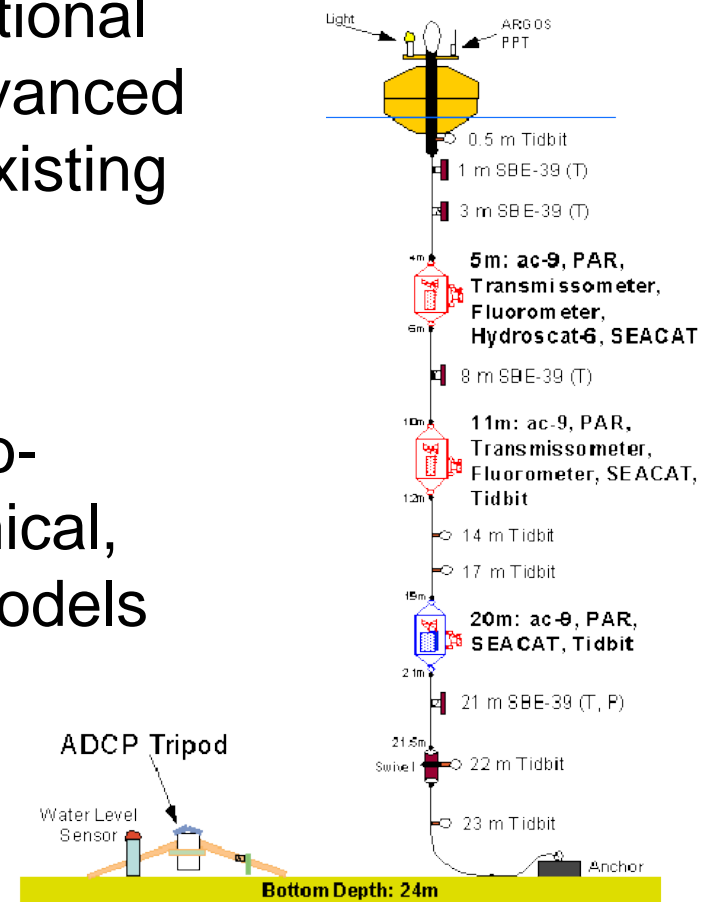 tional
vanced
xisting
o-
nical,
odels
Light
ARGOS
PPT
0.5 m Tidbit
1 m SBE-39 (T)
3 m SBE-39 (T)
4m
5m: ac-9, PAR,
Transmissometer,
Fluorometer,
Hydroscat-6, SEACAT
6m
8 m SBE-39 (T)
10m
11m: ac-9, PAR,
Transmissometer,
Fluorometer, SEACAT,
Tidbit
12m
14 m Tidbit
17 m Tidbit
20m: ac-9, PAR,
SEACAT, Tidbit
21m
21 m SBE-39 (T, P)
21.5m
Swivel
22 m Tidbit
23 m Tidbit
Anchor
ADCP Tripod
Water Level
Sensor
Bottom Depth: 24m